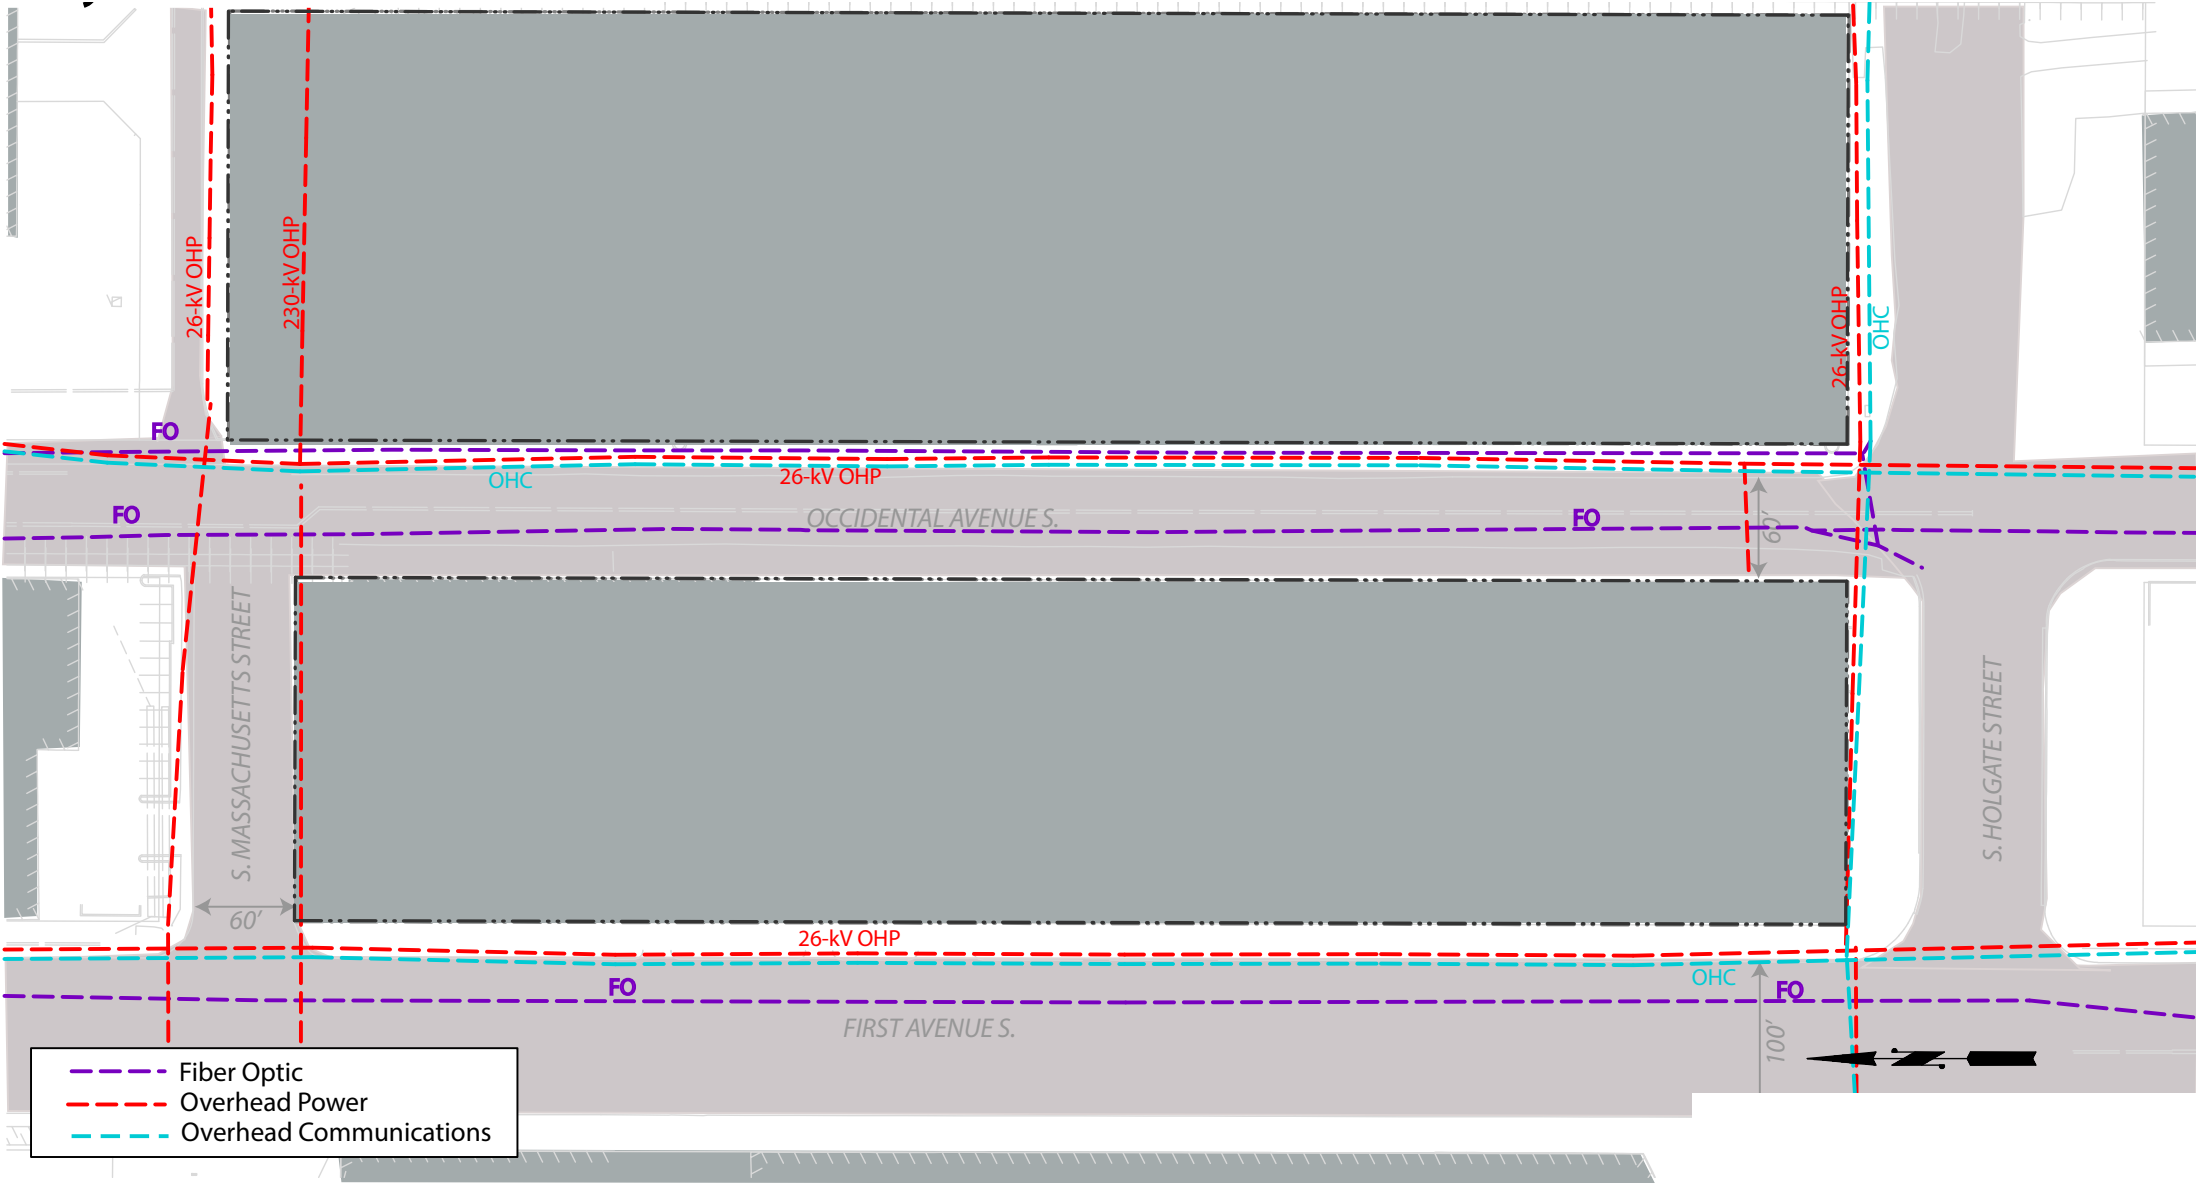 26-kV OHP
230-kV OHP
26-kV OHP
OHC
FO
OHC
26-kV OHP
FO
OCCIDENTAL AVENUE S.
FO
60'
S. MASSACHUSETTS STREET
S. HOLGATE STREET
60'
26-kV OHP
OHC
FO
FO
FIRST AVENUE S.
100'
Fiber Optic
Overhead Power
Overhead Communications